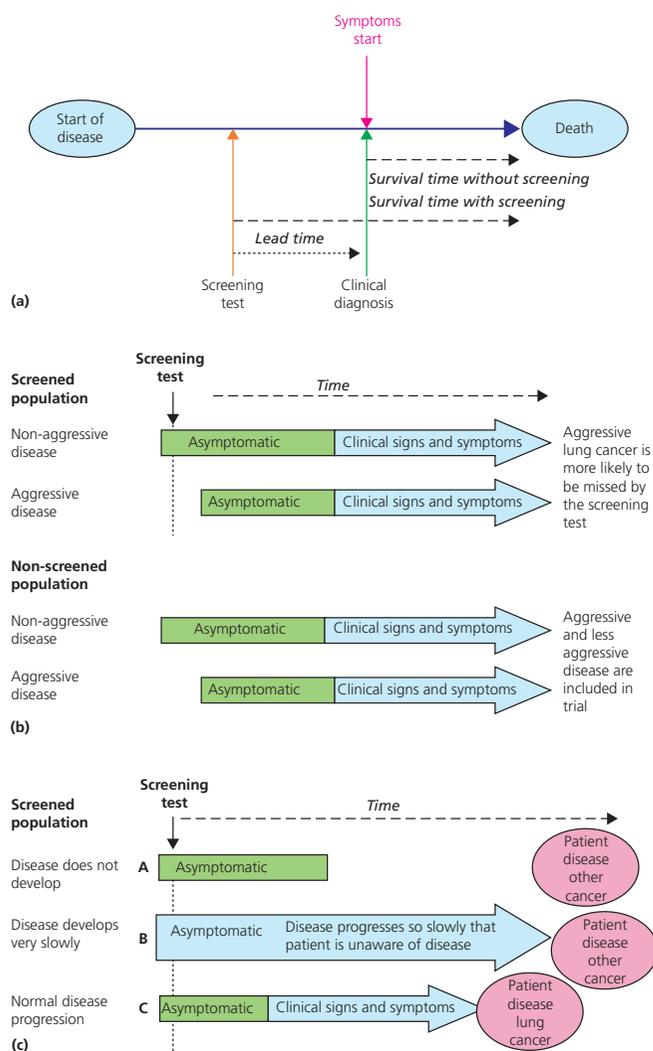 Symptoms
start
Start of
disease
Death
Survival time without screening
Survival time with screening
Lead time
Screening
test
Clinical
diagnosis
(a)
Screening
test
Screened
population
Time
Non-aggressive
disease
Asymptomatic
Clinical signs and symptoms
Aggressive
disease
Asymptomatic
Clinical signs and symptoms
Aggressive
lung cancer is
more likely to
be missed by
the screening
test
Non-screened
population
Non-aggressive
disease
Asymptomatic
Clinical signs and symptoms
Aggressive
disease
Asymptomatic
Clinical signs and symptoms
Aggressive
and less
aggressive
disease are
included in
trial
(b)
Screening
test
Screened
population
Time
Disease does not
develop
A
Asymptomatic
Patient
disease
other
cancer
Disease develops
very slowly
B
Asymptomatic
Disease progresses so slowly that
patient is unaware of disease
Patient
disease
other
cancer
Normal disease
progression
C
Asymptomatic
Clinical signs and symptoms
Patient
disease
lung
cancer
(c)